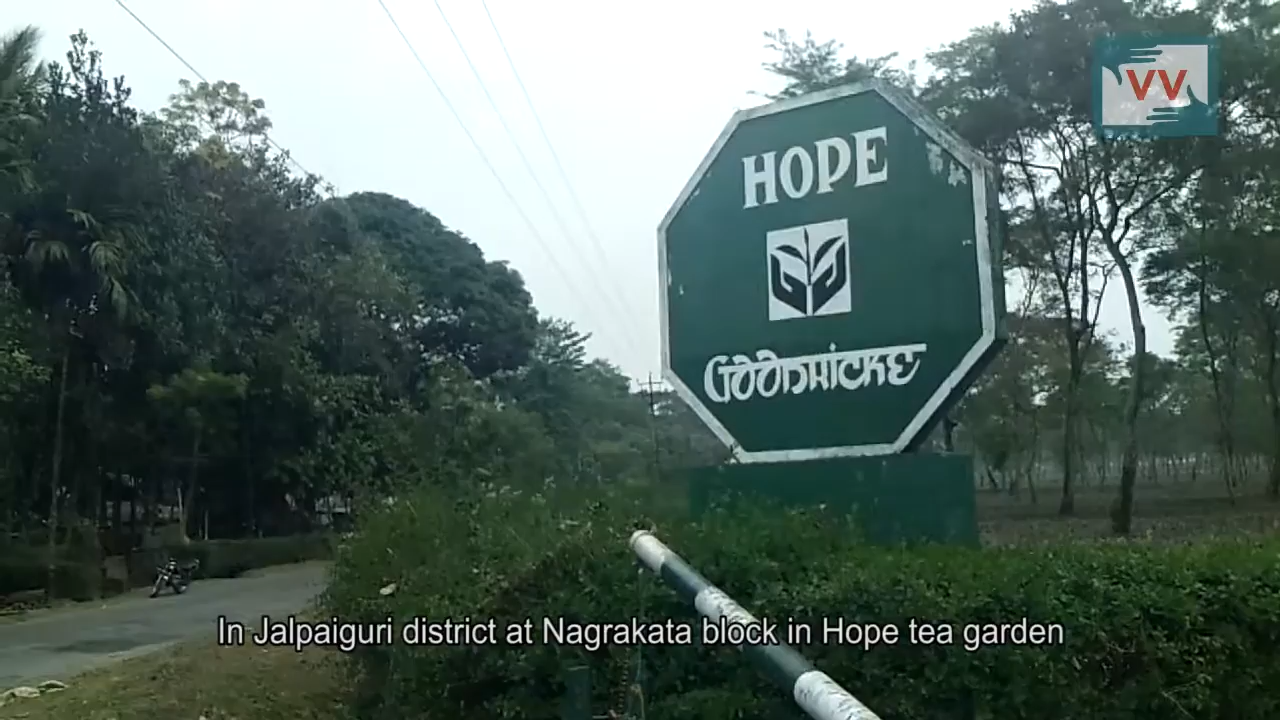 VV
HOPE
GOODRICKE
In Jalpaiguri district at Nagrakata block in Hope tea garden